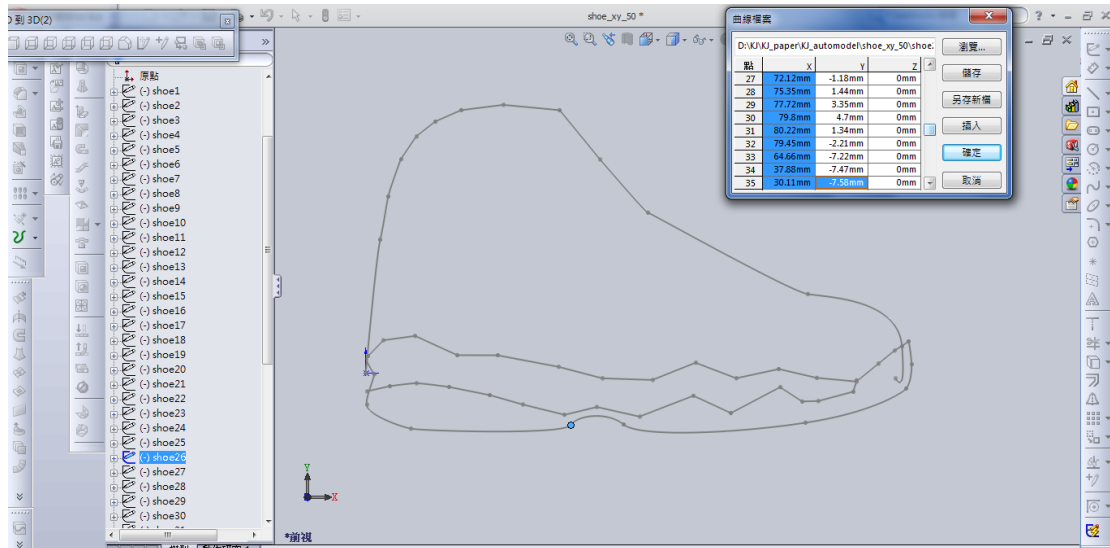 O 到 3D(2)
shoe_xy_50 *
曲線檔案
D:\KJ\KJ_paper\KJ_automodel\shoe_xy_50\shoe:
瀏覽...
點 X Y Z
27 72.12mm -1.18mm 0mm
儲存
28 75.35mm 1.44mm 0mm
29 77.72mm 3.35mm 0mm
另存新檔
30 79.8mm 4.7mm 0mm
31 80.22mm 1.34mm 0mm
插入
32 79.45mm -2.21mm 0mm
33 64.66mm -7.22mm 0mm
確定
34 37.88mm -7.47mm 0mm
35 30.11mm -7.58mm 0mm
取消
原點
(-) shoe1
(-) shoe2
(-) shoe3
(-) shoe4
(-) shoe5
(-) shoe6
(-) shoe7
(-) shoe8
(-) shoe9
(-) shoe10
(-) shoe11
(-) shoe12
(-) shoe13
(-) shoe14
(-) shoe15
(-) shoe16
(-) shoe17
(-) shoe18
(-) shoe19
(-) shoe20
(-) shoe21
(-) shoe22
(-) shoe23
(-) shoe24
(-) shoe25
(-) shoe26
(-) shoe27
(-) shoe28
(-) shoe29
(-) shoe30
Y
X
*前視